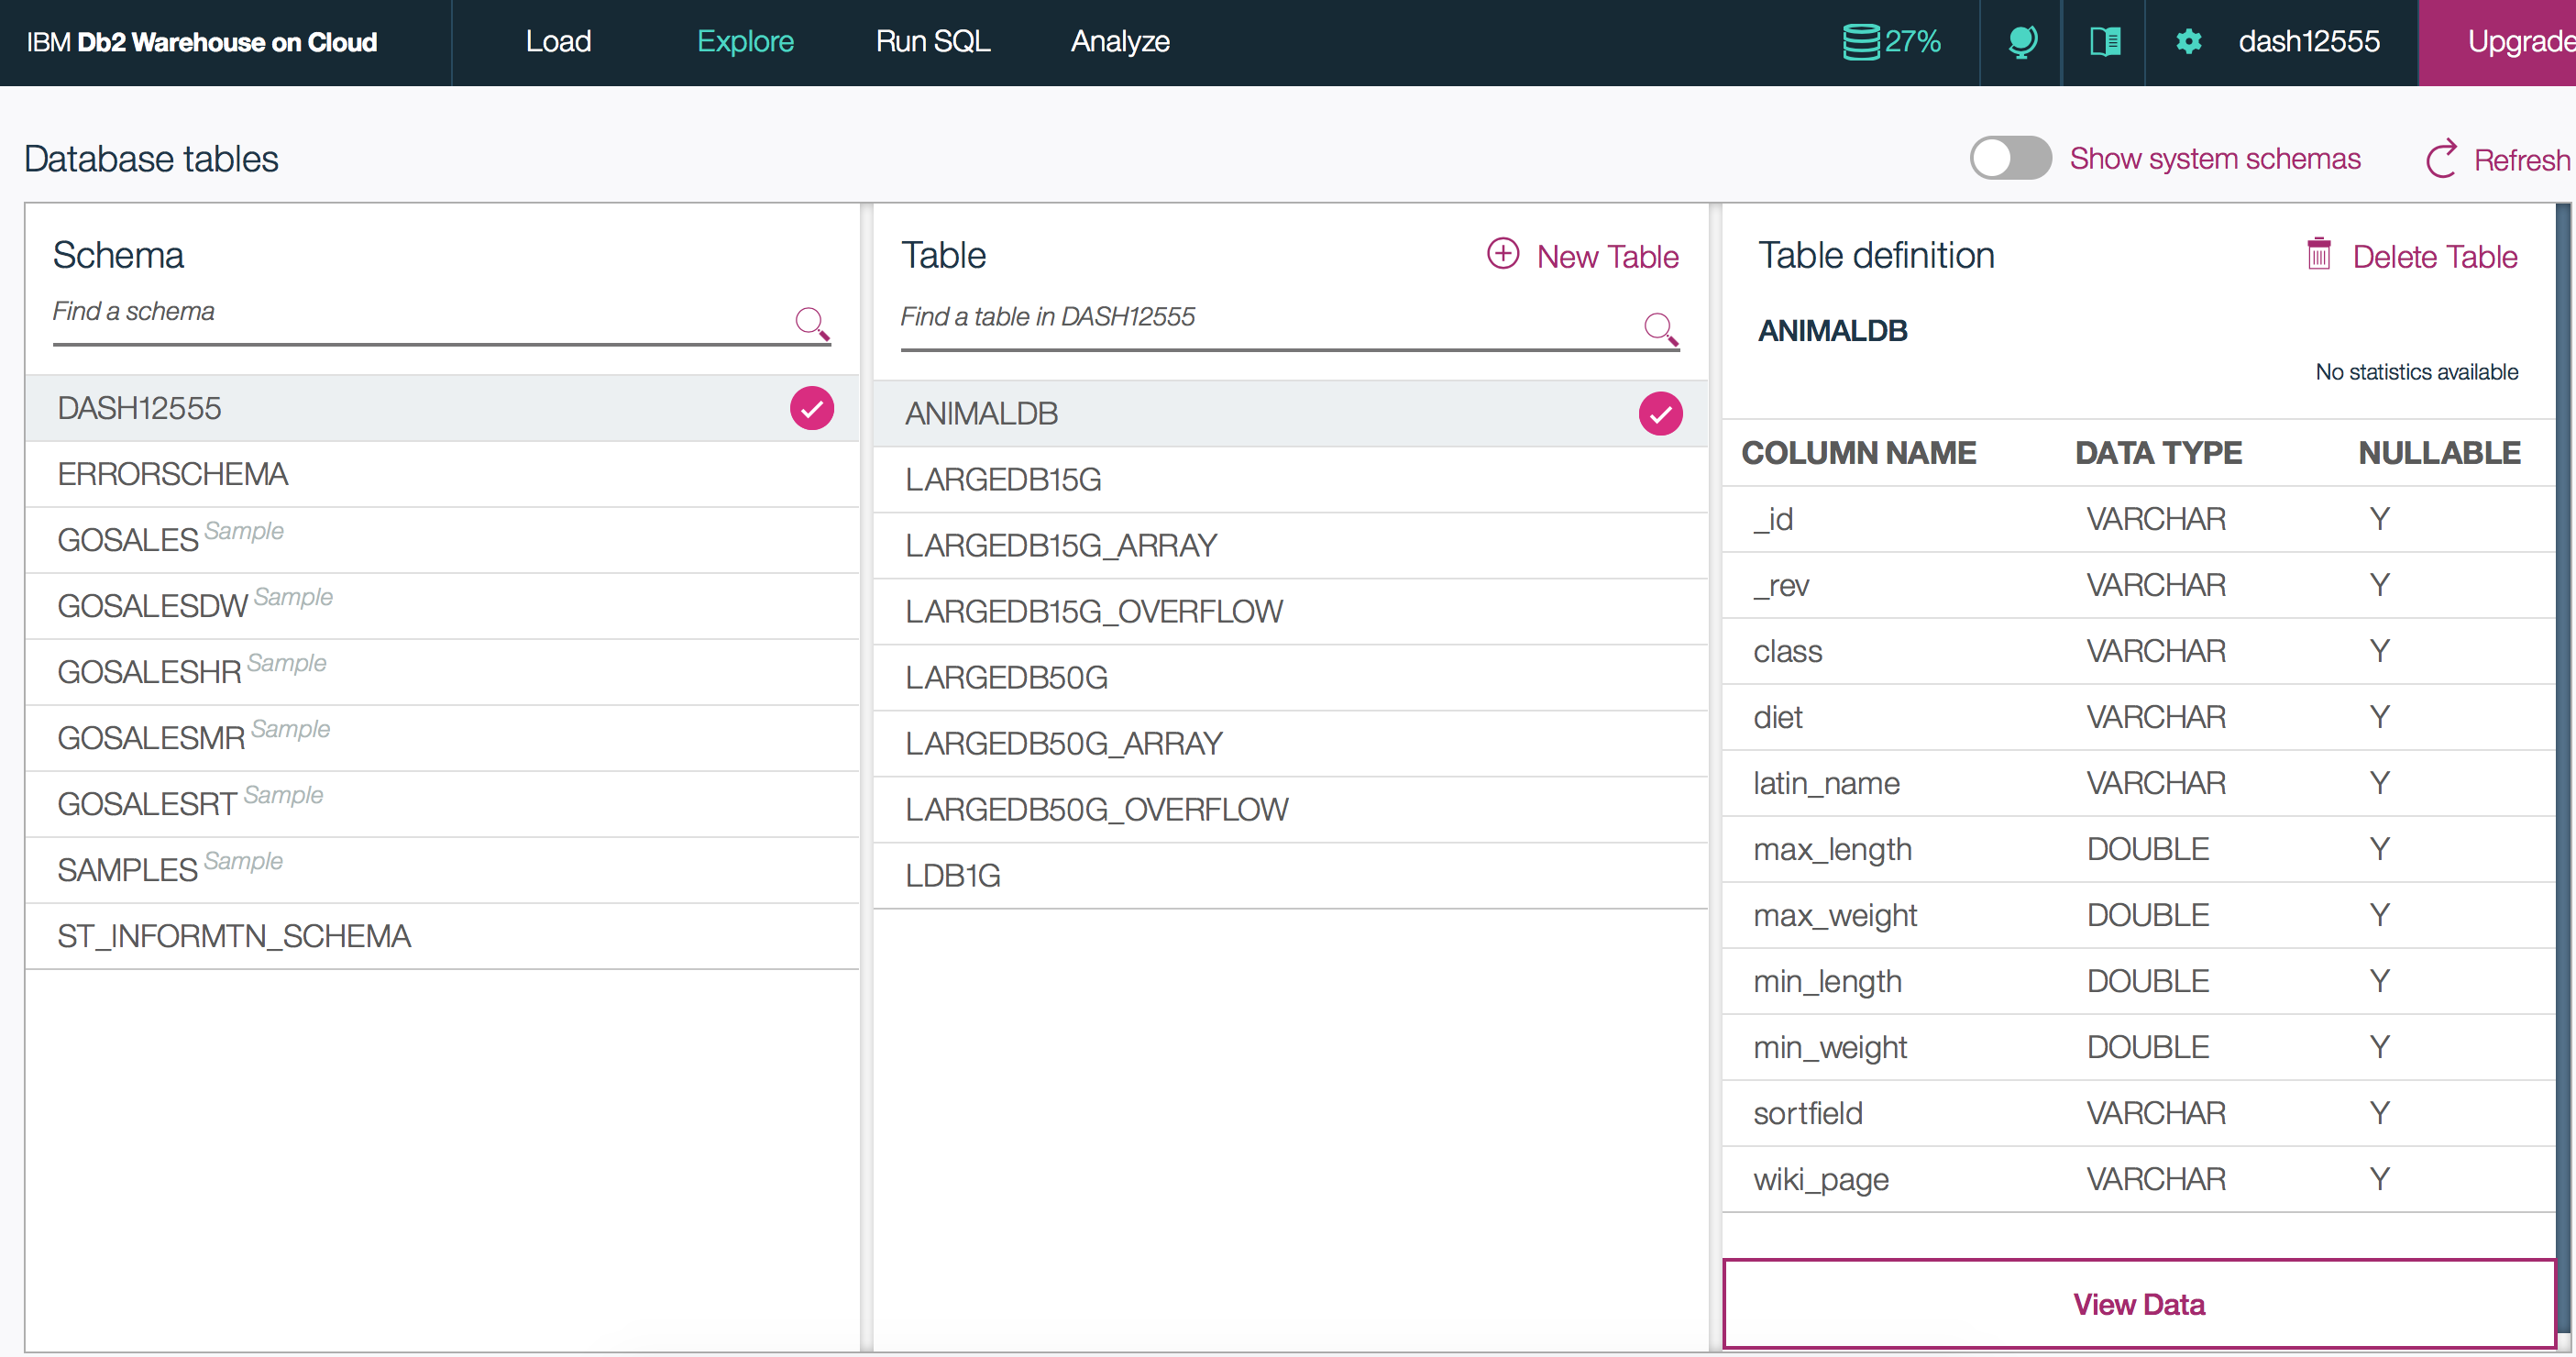 IBM Db2 Warehouse on Cloud Load Explore Run SQL Analyze 27% dash12555 Upgrade
Database tables Show system schemas Refresh
Schema
Find a schema
DASH12555
ERRORSCHEMA
GOSALES Sample
GOSALESDW Sample
GOSALESHR Sample
GOSALESMR Sample
GOSALESRT Sample
SAMPLES Sample
ST_INFORMTN_SCHEMA
Table New Table
Find a table in DASH12555
ANIMALDB
LARGEDB15G
LARGEDB15G_ARRAY
LARGEDB15G_OVERFLOW
LARGEDB50G
LARGEDB50G_ARRAY
LARGEDB50G_OVERFLOW
LDB1G
Table definition Delete Table
ANIMALDB
No statistics available
COLUMN NAME DATA TYPE NULLABLE
_id VARCHAR Y
_rev VARCHAR Y
class VARCHAR Y
diet VARCHAR Y
latin_name VARCHAR Y
max_length DOUBLE Y
max_weight DOUBLE Y
min_length DOUBLE Y
min_weight DOUBLE Y
sortfield VARCHAR Y
wiki_page VARCHAR Y
View Data